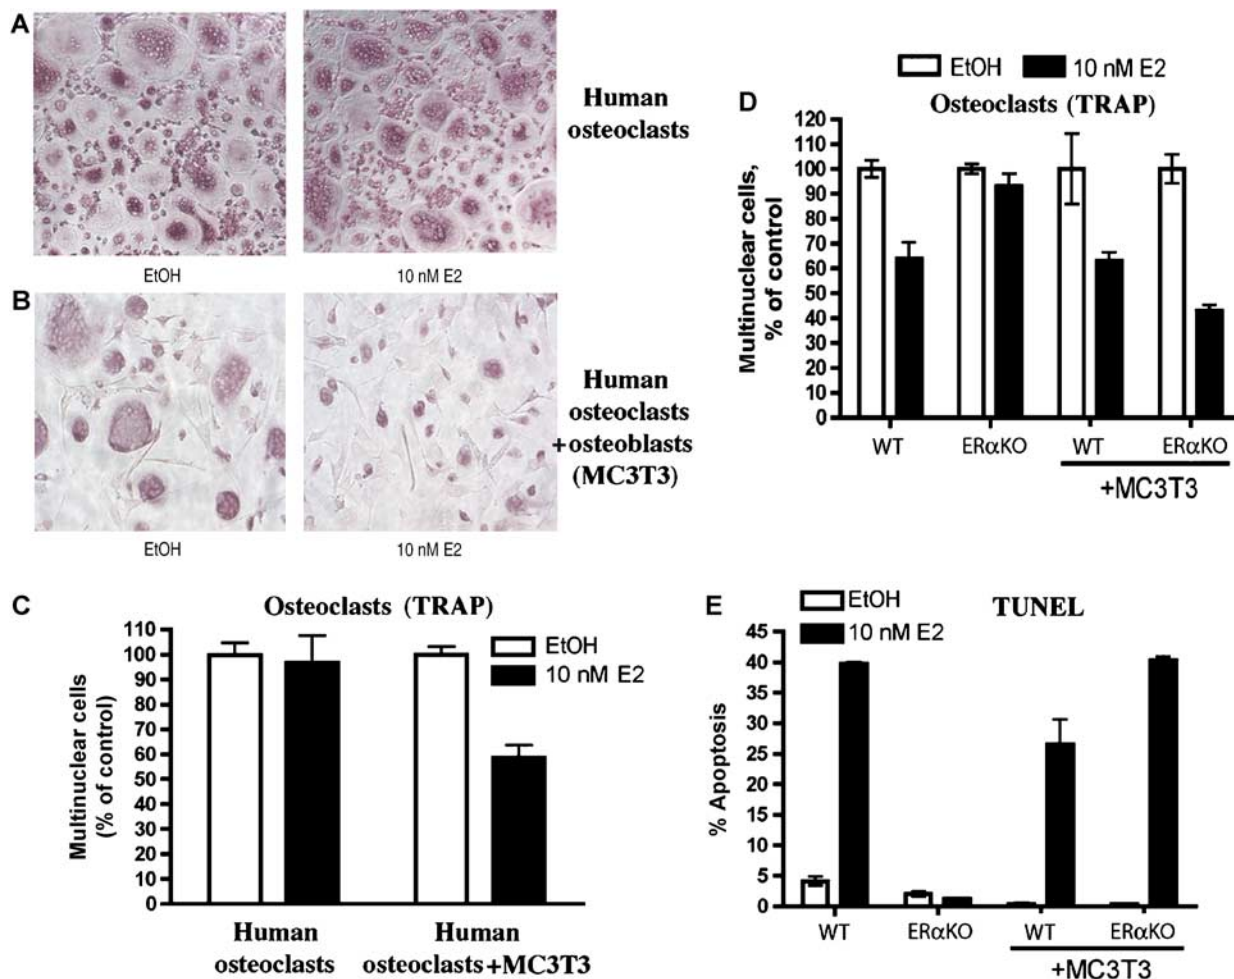 A
EtOH
10 nM E2
Human
osteoclasts
B
EtOH
10 nM E2
Human
osteoclasts
+osteoblasts
(MC3T3)
C
Osteoclasts (TRAP)
EtOH
10 nM E2
Multinuclear cells
(% of control)
110
100
90
80
70
60
50
40
30
20
10
0
Human
osteoclasts
Human
osteoclasts+MC3T3
D
EtOH
10 nM E2
Osteoclasts (TRAP)
Multinuclear cells,
% of control
120
110
100
90
80
70
60
50
40
30
20
10
0
WT
ERαKO
WT
ERαKO
+MC3T3
E
EtOH
10 nM E2
TUNEL
% Apoptosis
45
40
35
30
25
20
15
10
5
0
WT
ERαKO
WT
ERαKO
+MC3T3